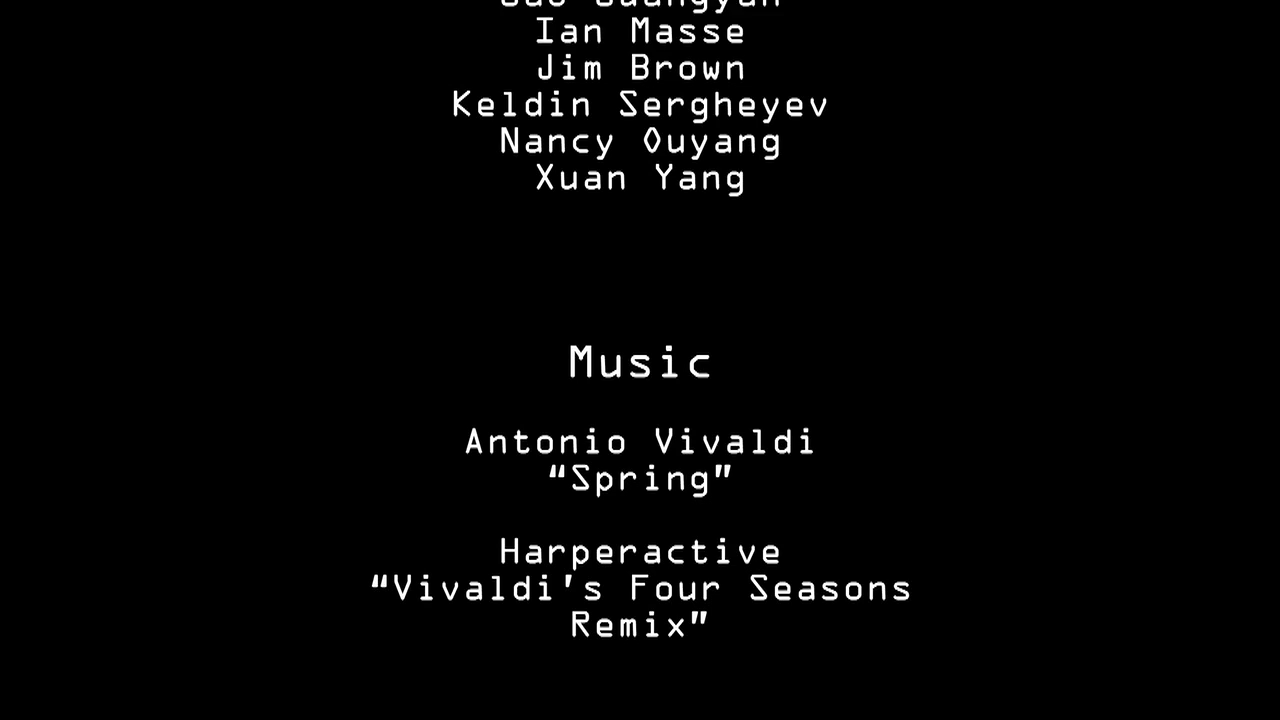 Ian Masse
Jim Brown
Keldin Sergheyev
Nancy Ouyang
Xuan Yang
Music
Antonio Vivaldi
“Spring”
Harperactive
“Vivaldi's Four Seasons
Remix”